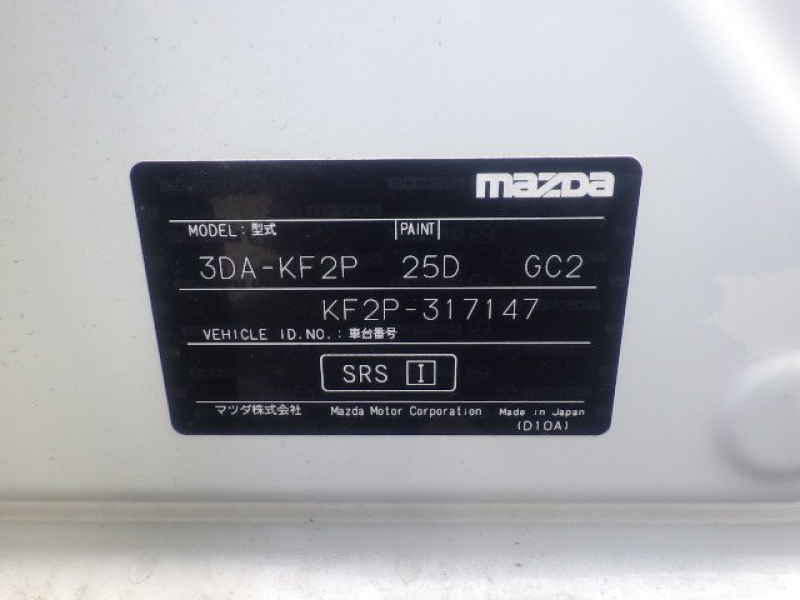 mazda
MODEL:型式 PAINT
3DA-KF2P 25D GC2
KF2P-317147
VEHICLE ID.NO.:車台番号
SRS I
マツダ株式会社 Mazda Motor Corporation Made in Japan
(D10A)